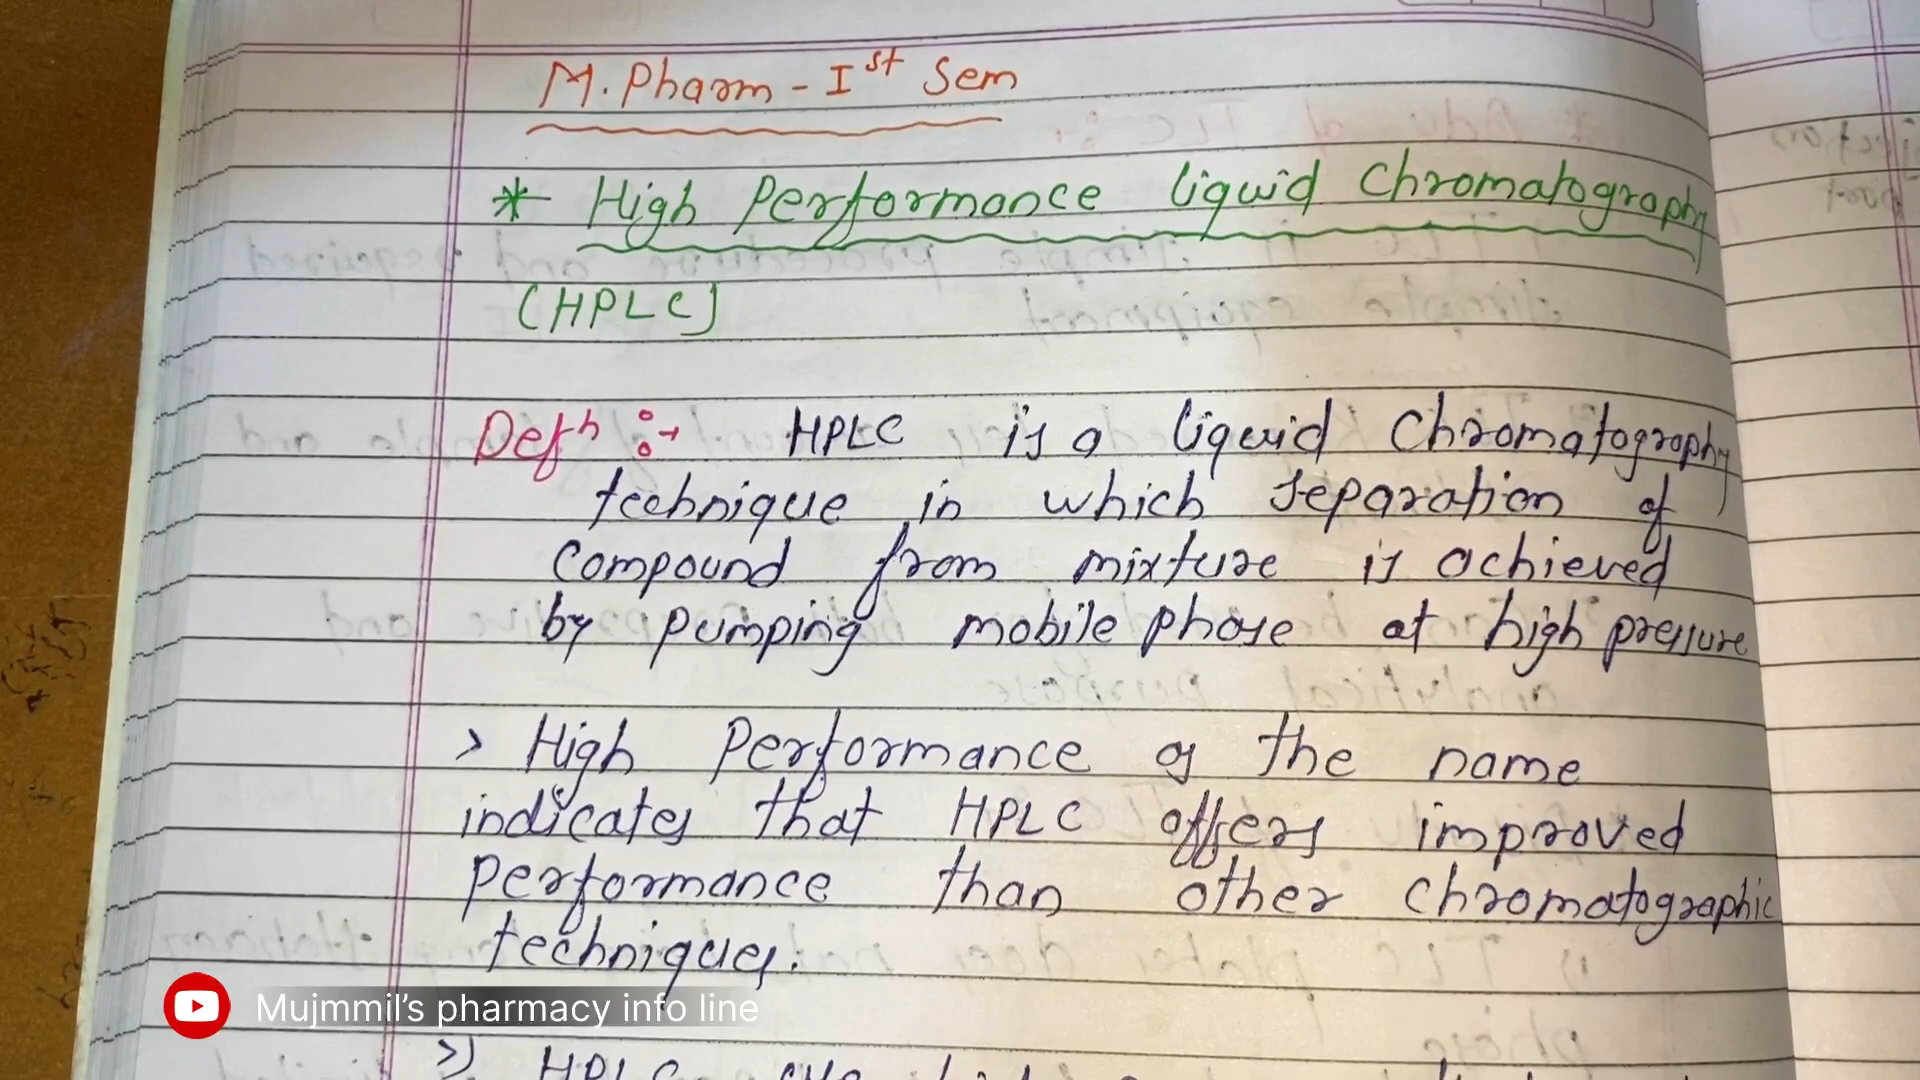 M. Pharm - Ist Sem
* High Performance liquid Chromatography
(HPLC)
Defn :- HPLC is a liquid Chromatography
technique in which separation of
Compound from mixture is achieved
by pumping mobile phase at high pressure
> High Performance of the name
indicates that HPLC offers improved
Performance than other chromatographic
techniques.
Mujmmil's pharmacy info line
HPLC